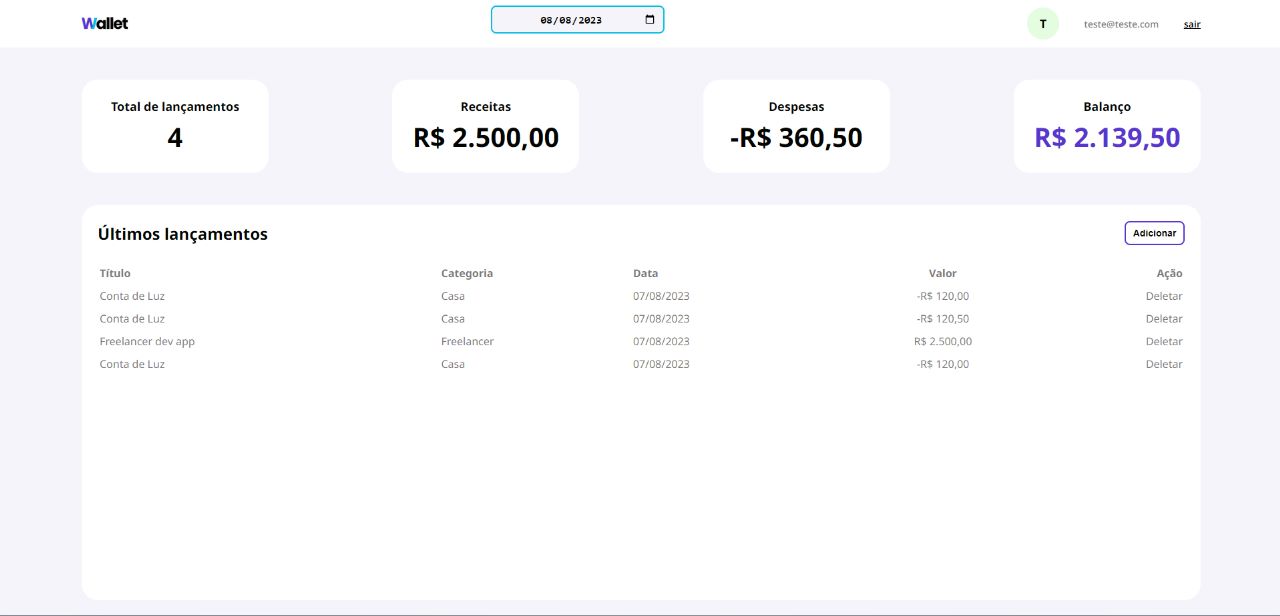 Wallet
08/08/2023
T
teste@teste.com
sair
Total de lançamentos
4
Receitas
R$ 2.500,00
Despesas
-R$ 360,50
Balanço
R$ 2.139,50
Últimos lançamentos
Adicionar
Título Categoria Data Valor Ação
Conta de Luz Casa 07/08/2023 -R$ 120,00 Deletar
Conta de Luz Casa 07/08/2023 -R$ 120,50 Deletar
Freelancer dev app Freelancer 07/08/2023 R$ 2.500,00 Deletar
Conta de Luz Casa 07/08/2023 -R$ 120,00 Deletar